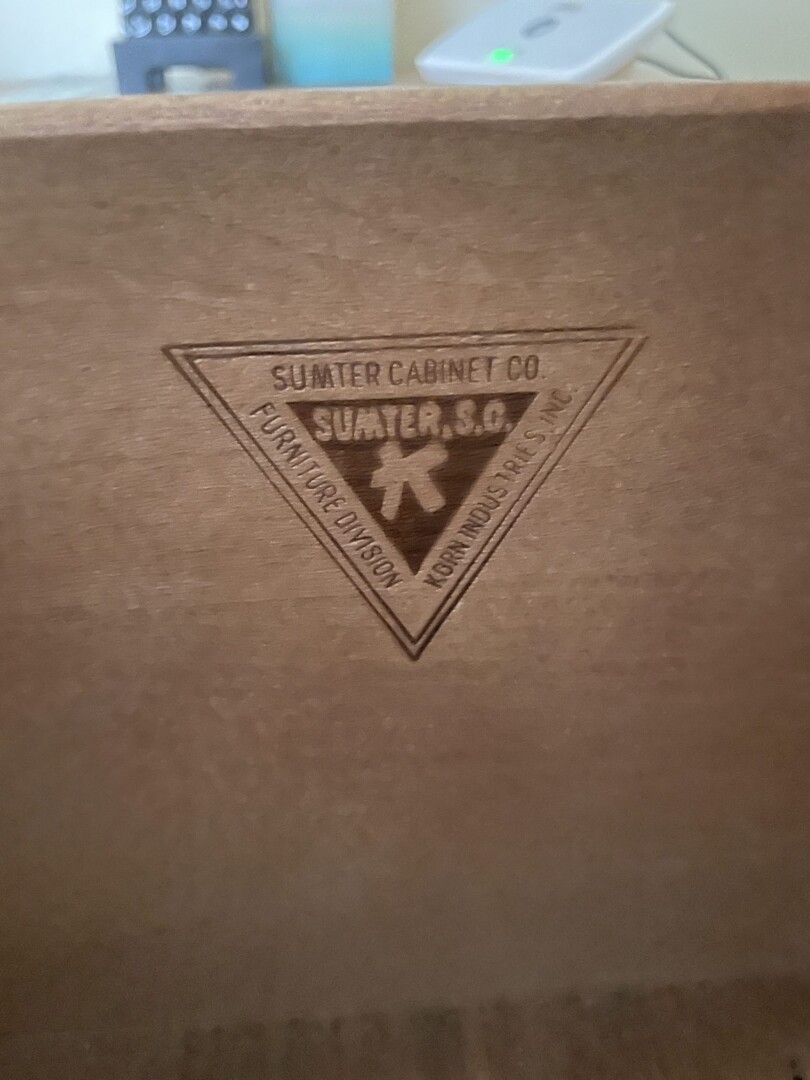 SUMTER CABINET CO.
SUMTER, S.C.
K
FURNITURE DIVISION
KORN INDUSTRIES, INC.